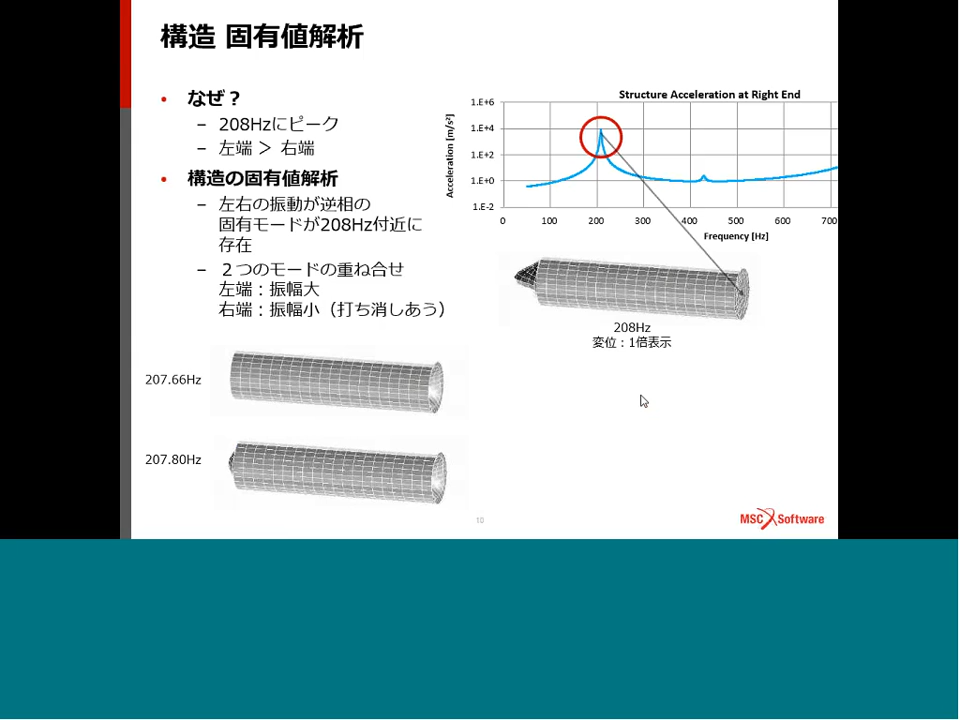 構造 固有値解析
• なぜ？
– 208Hzにピーク
– 左端 ＞ 右端
• 構造の固有値解析
– 左右の振動が逆相の
固有モードが208Hz付近に
存在
– ２つのモードの重ね合せ
左端：振幅大
右端：振幅小（打ち消しあう）
Structure Acceleration at Right End
Acceleration [m/s²]
1.E+6
1.E+4
1.E+2
1.E+0
1.E-2
0 100 200 300 400 500 600 700
Frequency [Hz]
208Hz
変位：1倍表示
207.66Hz
207.80Hz
10
MSC Software